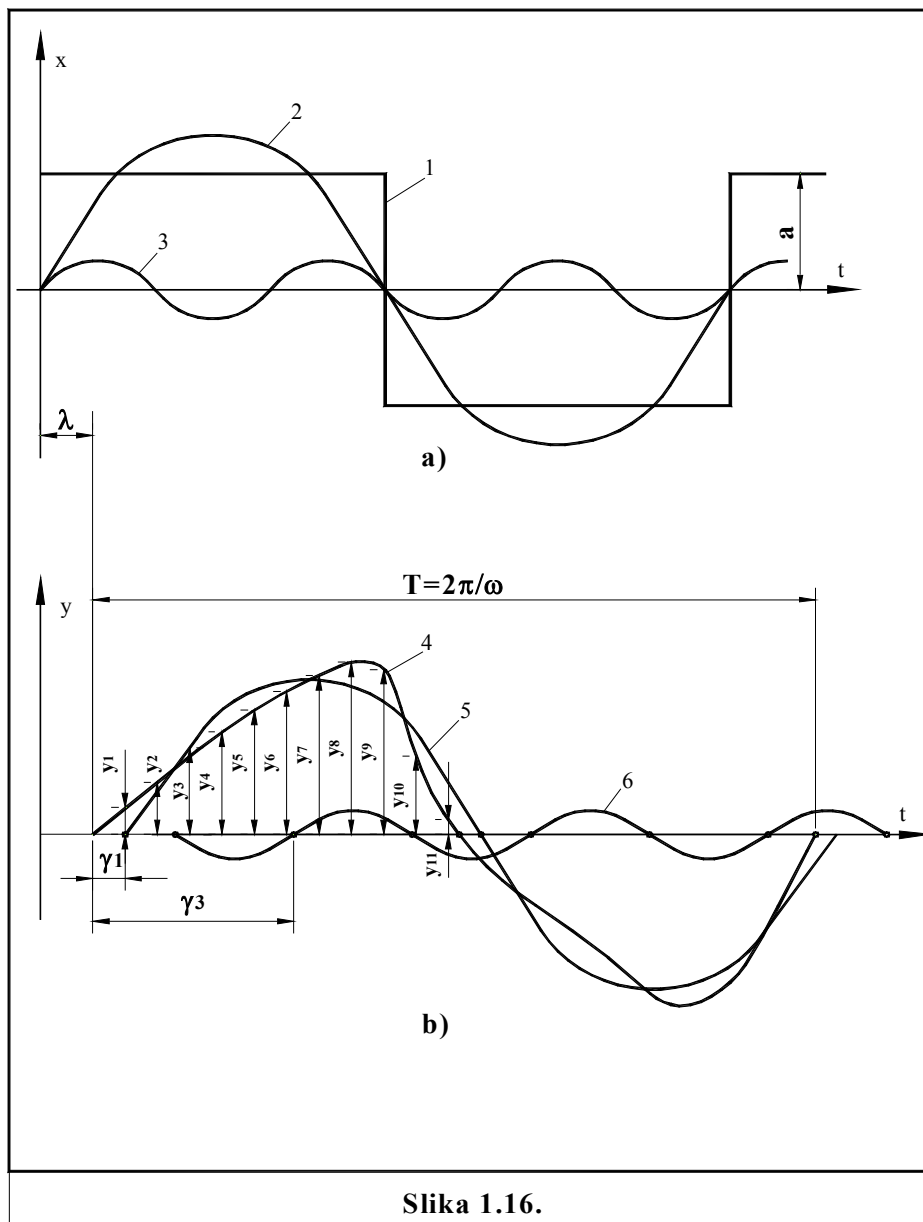 x
2
1
3
a
t
λ
a)
T=2π/ω
y
4
5
6
y1
y2
y3
y4
y5
y6
y7
y8
y9
y10
y11
t
γ1
γ3
b)
Slika 1.16.